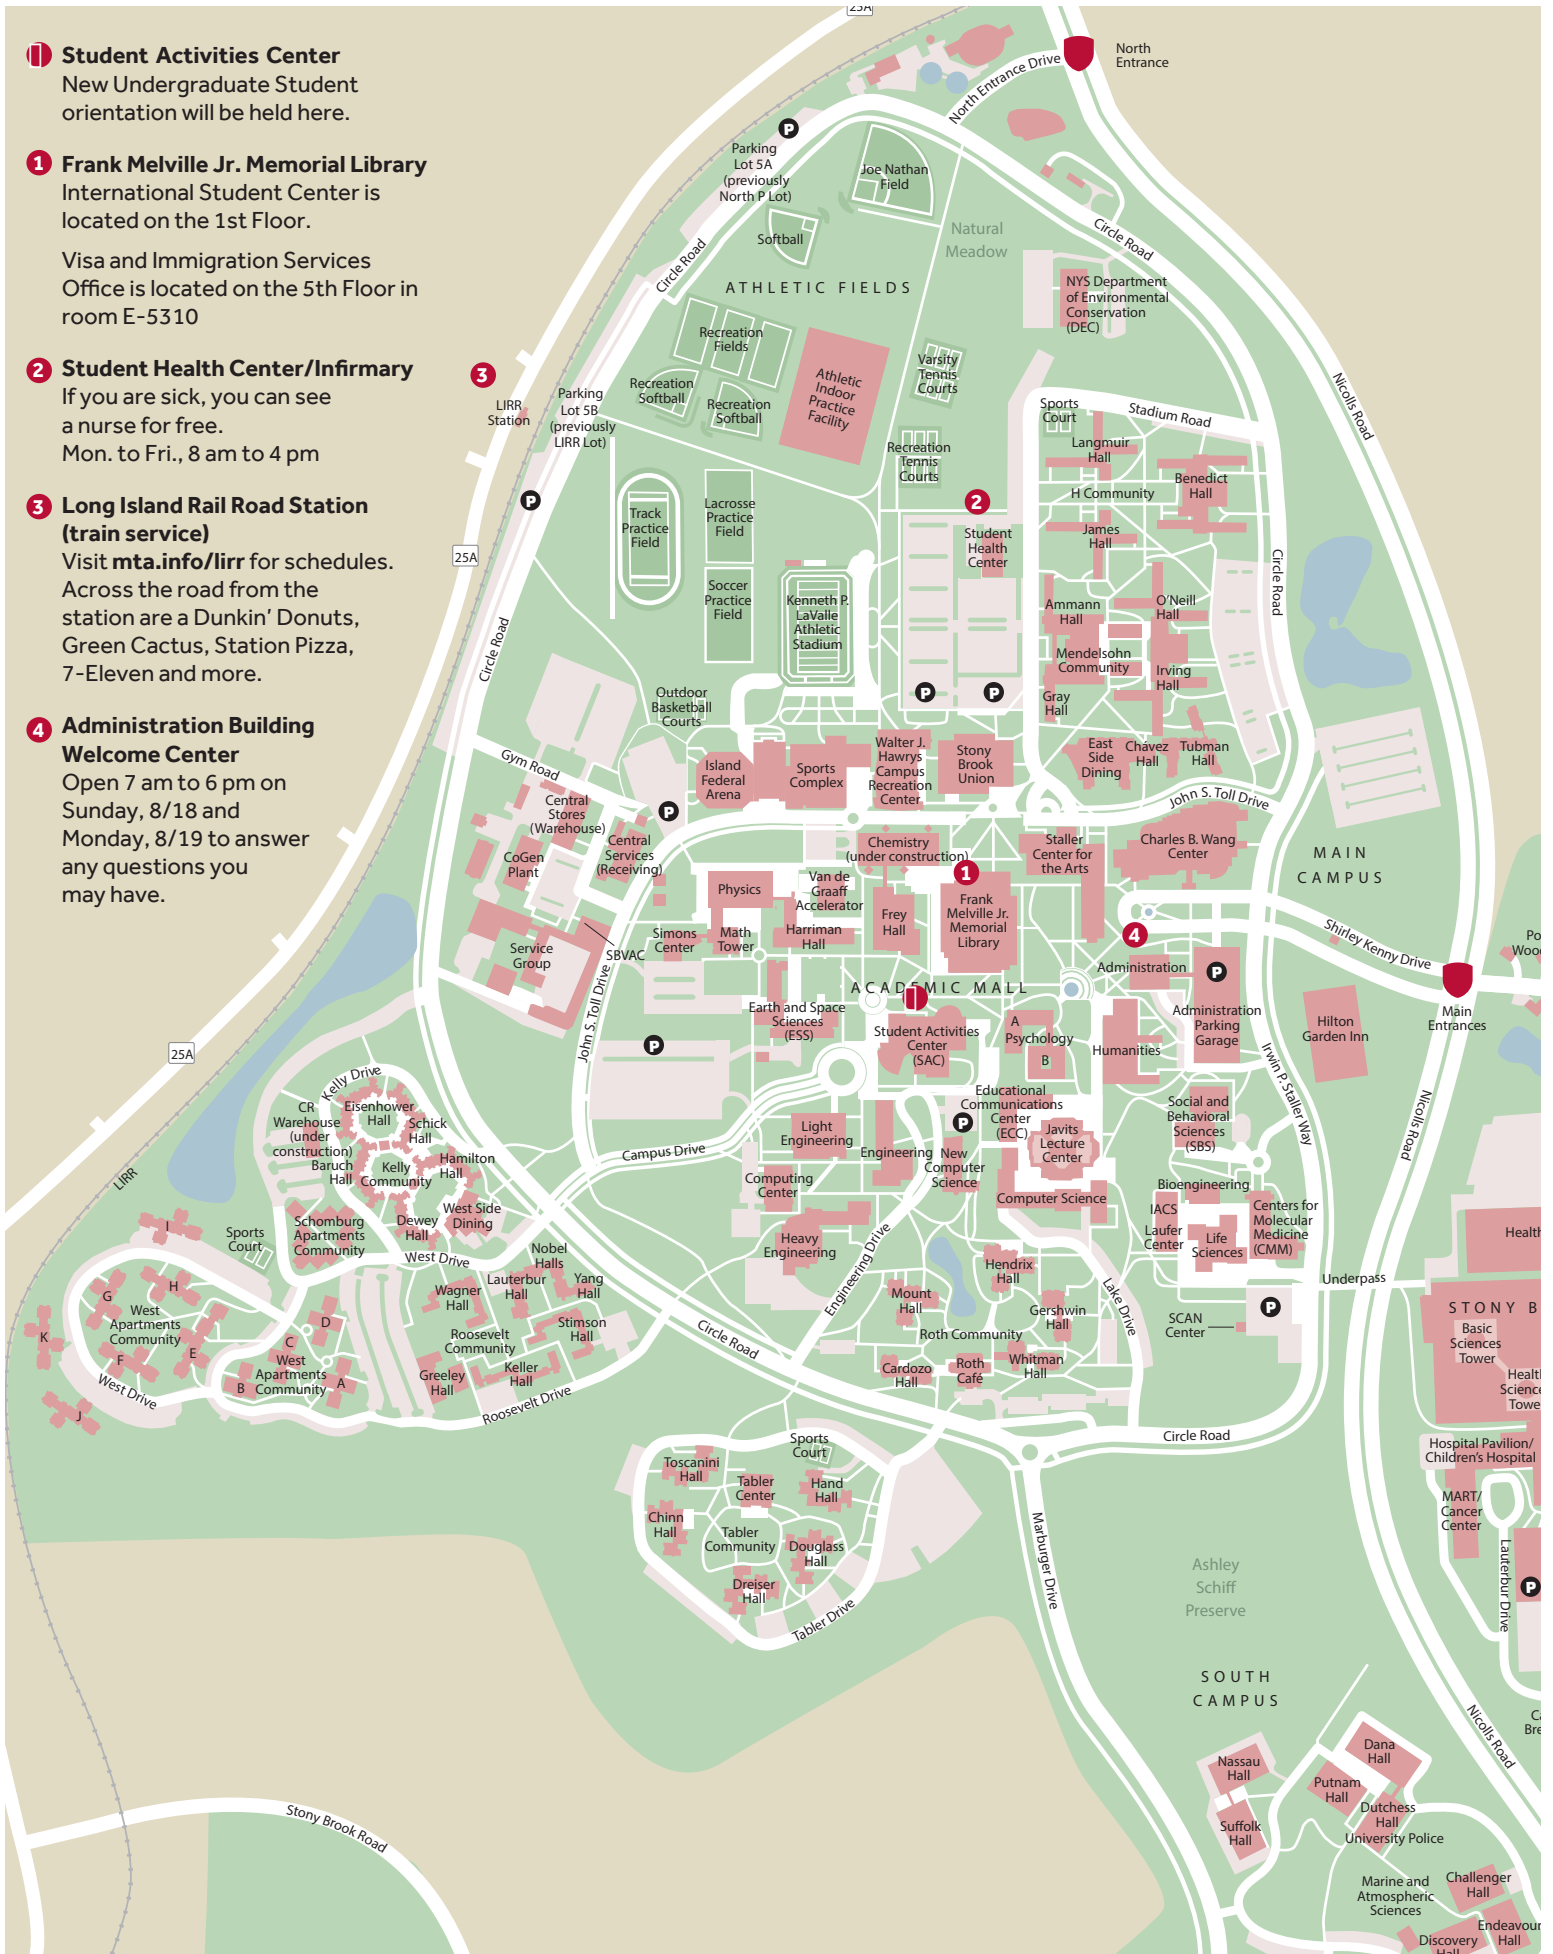 Student Activities Center
New Undergraduate Student
orientation will be held here.
1 Frank Melville Jr. Memorial Library
International Student Center is
located on the 1st Floor.
Visa and Immigration Services
Office is located on the 5th Floor in
room E-5310
2 Student Health Center/Infirmary
If you are sick, you can see
a nurse for free.
Mon. to Fri., 8 am to 4 pm
3 Long Island Rail Road Station
(train service)
Visit mta.info/lirr for schedules.
Across the road from the
station are a Dunkin’ Donuts,
Green Cactus, Station Pizza,
7-Eleven and more.
4 Administration Building
Welcome Center
Open 7 am to 6 pm on
Sunday, 8/18 and
Monday, 8/19 to answer
any questions you
may have.
25A
North
Entrance
North Entrance Drive
P
Parking
Lot 5A
(previously
North P Lot)
Joe Nathan
Field
Softball
Natural
Meadow
Circle Road
Circle Road
ATHLETIC FIELDS
NYS Department
of Environmental
Conservation
(DEC)
Recreation
Fields
Athletic
Indoor
Practice
Facility
Varsity
Tennis
Courts
Recreation
Softball
Recreation
Softball
3
LIRR
Station
Parking
Lot 5B
(previously
LIRR Lot)
P
25A
Sports
Court
Stadium Road
Nicolls Road
Langmuir
Hall
Recreation
Tennis
Courts
Benedict
Hall
H Community
2
Student
Health
Center
James
Hall
Track
Practice
Field
Lacrosse
Practice
Field
Soccer
Practice
Field
Kenneth P.
LaValle
Athletic
Stadium
Circle Road
Ammann
Hall
O'Neill
Hall
Mendelsohn
Community
Irving
Hall
Gray
Hall
Circle Road
Outdoor
Basketball
Courts
P
P
Gym Road
Island
Federal
Arena
Sports
Complex
Walter J.
Hawrys
Campus
Recreation
Center
Stony
Brook
Union
East
Side
Dining
Chávez
Hall
Tubman
Hall
John S. Toll Drive
P
Central
Stores
(Warehouse)
Central
Services
(Receiving)
CoGen
Plant
Chemistry
(under construction)
Staller
Center for
the Arts
Charles B. Wang
Center
MAIN
CAMPUS
Physics
Van de
Graaff
Accelerator
1
Frank
Melville Jr.
Memorial
Library
Frey
Hall
Simons
Center
Math
Tower
Harriman
Hall
4
Administration
P
Shirley Kenny Drive
Po
Wood
Service
Group
SBVAC
John S. Toll Drive
ACADEMIC MALL
Main
Entrances
Earth and Space
Sciences
(ESS)
Student Activities
Center
(SAC)
A
Psychology
B
Humanities
Administration
Parking
Garage
Hilton
Garden Inn
25A
P
Irwin P. Staller Way
Nicolls Road
Kelly Drive
Eisenhower
Hall
Schick
Hall
CR
Warehouse
(under
construction)
Baruch
Hall
Kelly
Community
Hamilton
Hall
Educational
Communications
Center
(ECC)
P
Javits
Lecture
Center
Social and
Behavioral
Sciences
(SBS)
Light
Engineering
Engineering
New
Computer
Science
Campus Drive
Computing
Center
Computer Science
Bioengineering
IACS
Laufer
Center
Life
Sciences
Centers for
Molecular
Medicine
(CMM)
LIRR
I
Sports
Court
Schomburg
Apartments
Community
Dewey
Hall
West Side
Dining
West Drive
Heavy
Engineering
Engineering Drive
Health
Nobel
Halls
Lauterbur
Hall
Yang
Hall
Wagner
Hall
Hendrix
Hall
Mount
Hall
Lake Drive
Underpass
P
SCAN
Center
STONY B
Basic
Sciences
Tower
Health
Science
Tower
G
H
West
Apartments
Community
K
F
E
D
C
West
Apartments
Community
B
A
J
West Drive
Stimson
Hall
Roosevelt
Community
Keller
Hall
Greeley
Hall
Roosevelt Drive
Circle Road
Gershwin
Hall
Roth Community
Cardozo
Hall
Roth
Café
Whitman
Hall
Circle Road
Hospital Pavilion/
Children's Hospital
MART/
Cancer
Center
Lauterbur Drive
P
Sports
Court
Toscanini
Hall
Tabler
Center
Hand
Hall
Chinn
Hall
Tabler
Community
Douglass
Hall
Dreiser
Hall
Tabler Drive
Marburger Drive
Ashley
Schiff
Preserve
SOUTH
CAMPUS
Ca
Bre
Nicolls Road
Nassau
Hall
Dana
Hall
Putnam
Hall
Dutchess
Hall
University Police
Suffolk
Hall
Stony Brook Road
Marine and
Atmospheric
Sciences
Challenger
Hall
Endeavour
Hall
Discovery
Hall